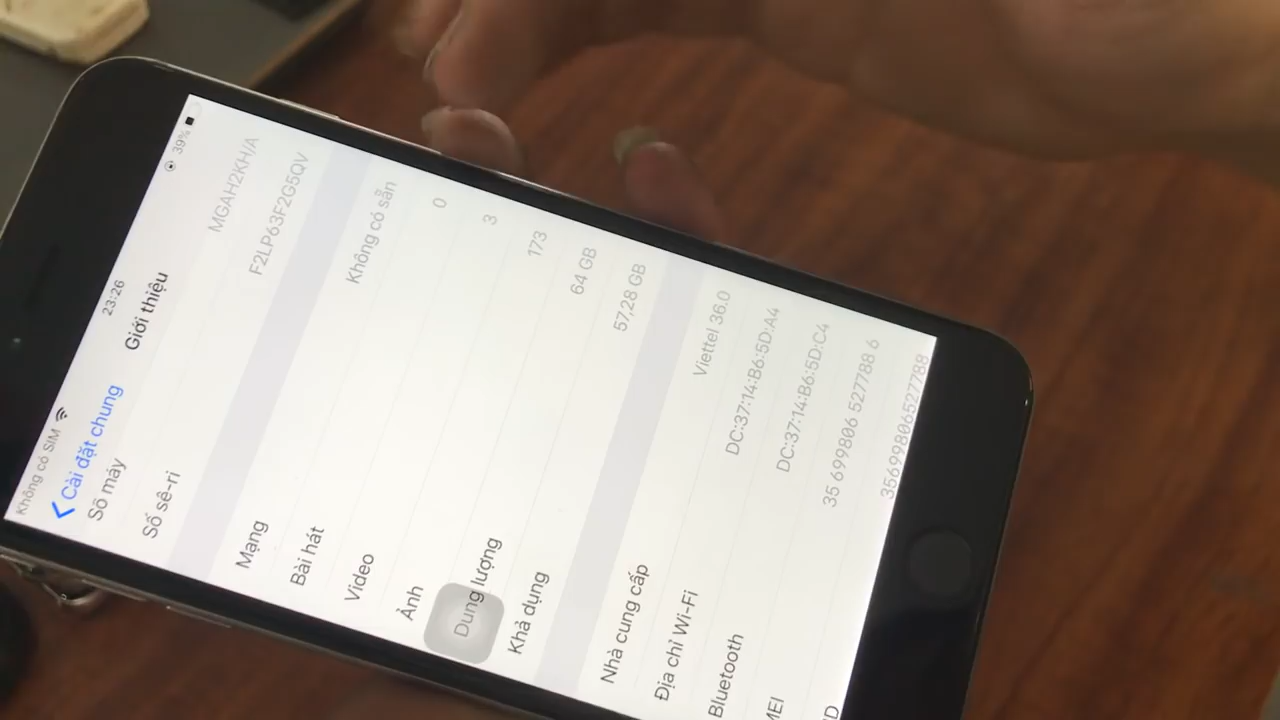 Không có SIM 23:26 39%
Cài đặt chung Giới thiệu
Số máy MGAH2KH/A
Số sê-ri F2LP63F2G5QV
Mạng Không có sẵn
Bài hát 0
Video 3
Ảnh 173
Dung lượng 64 GB
Khả dụng 57,28 GB
Nhà cung cấp Viettel 36.0
Địa chỉ Wi-Fi DC:37:14:B6:5D:A4
Bluetooth DC:37:14:B6:5D:C4
MEI 35 699806 527788 6
D 35699806527788